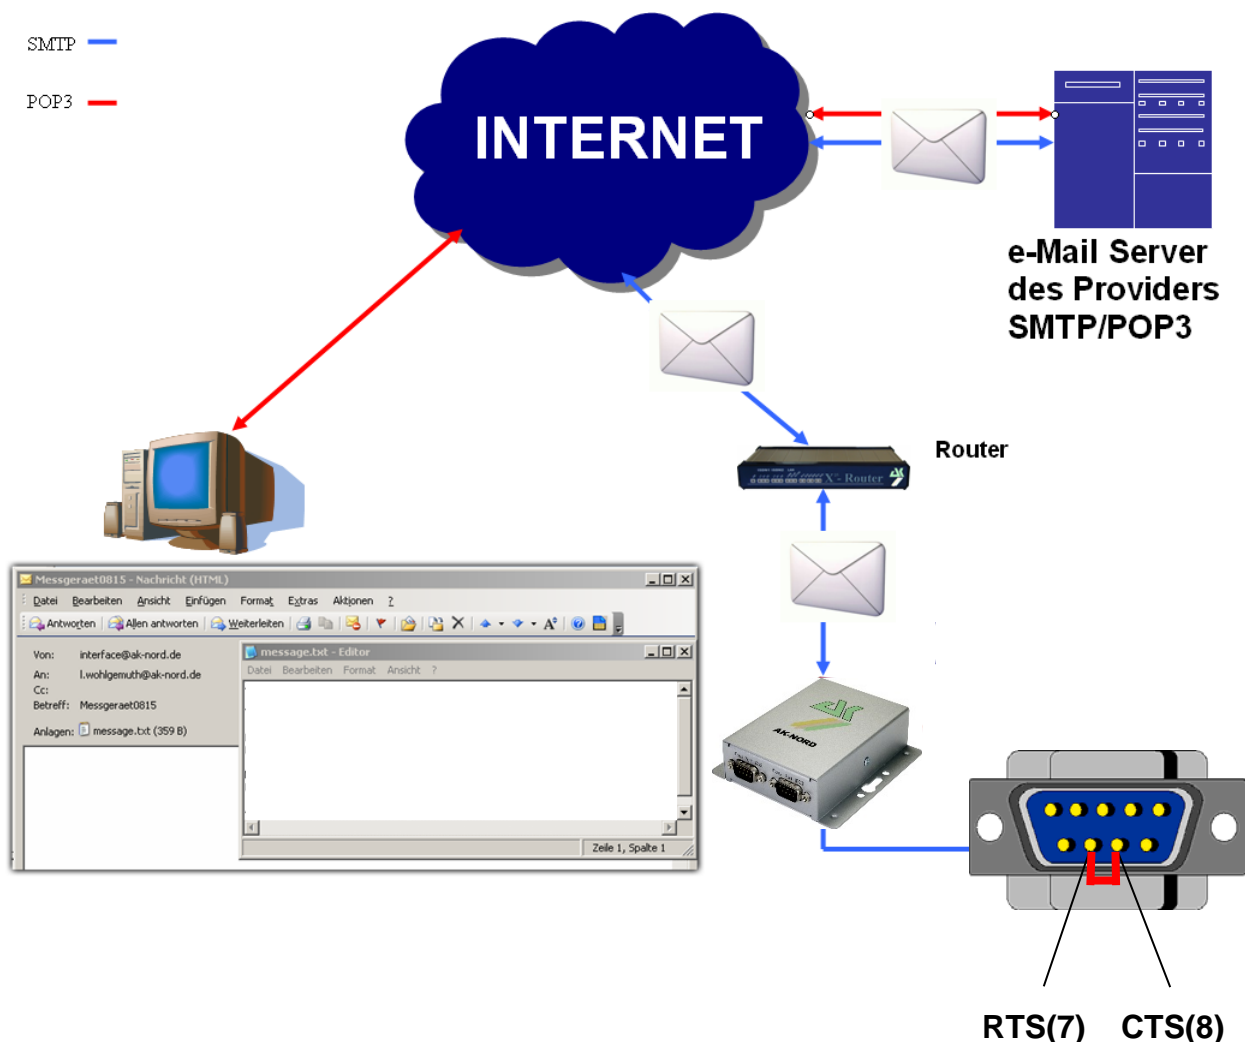 SMTP
POP3
INTERNET
e-Mail Server
des Providers
SMTP/POP3
Router
X - Router
AK-NORD
Messgeraet0815 - Nachricht (HTML)
Datei Bearbeiten Ansicht Einfügen Format Extras Aktionen ?
Antworten Allen antworten Weiterleiten
Von: interface@ak-nord.de
An: l.wohlgemuth@ak-nord.de
Cc:
Betreff: Messgeraet0815
Anlagen: message.txt (359 B)
message.txt - Editor
Datei Bearbeiten Format Ansicht ?
Zeile 1, Spalte 1
RTS(7) CTS(8)